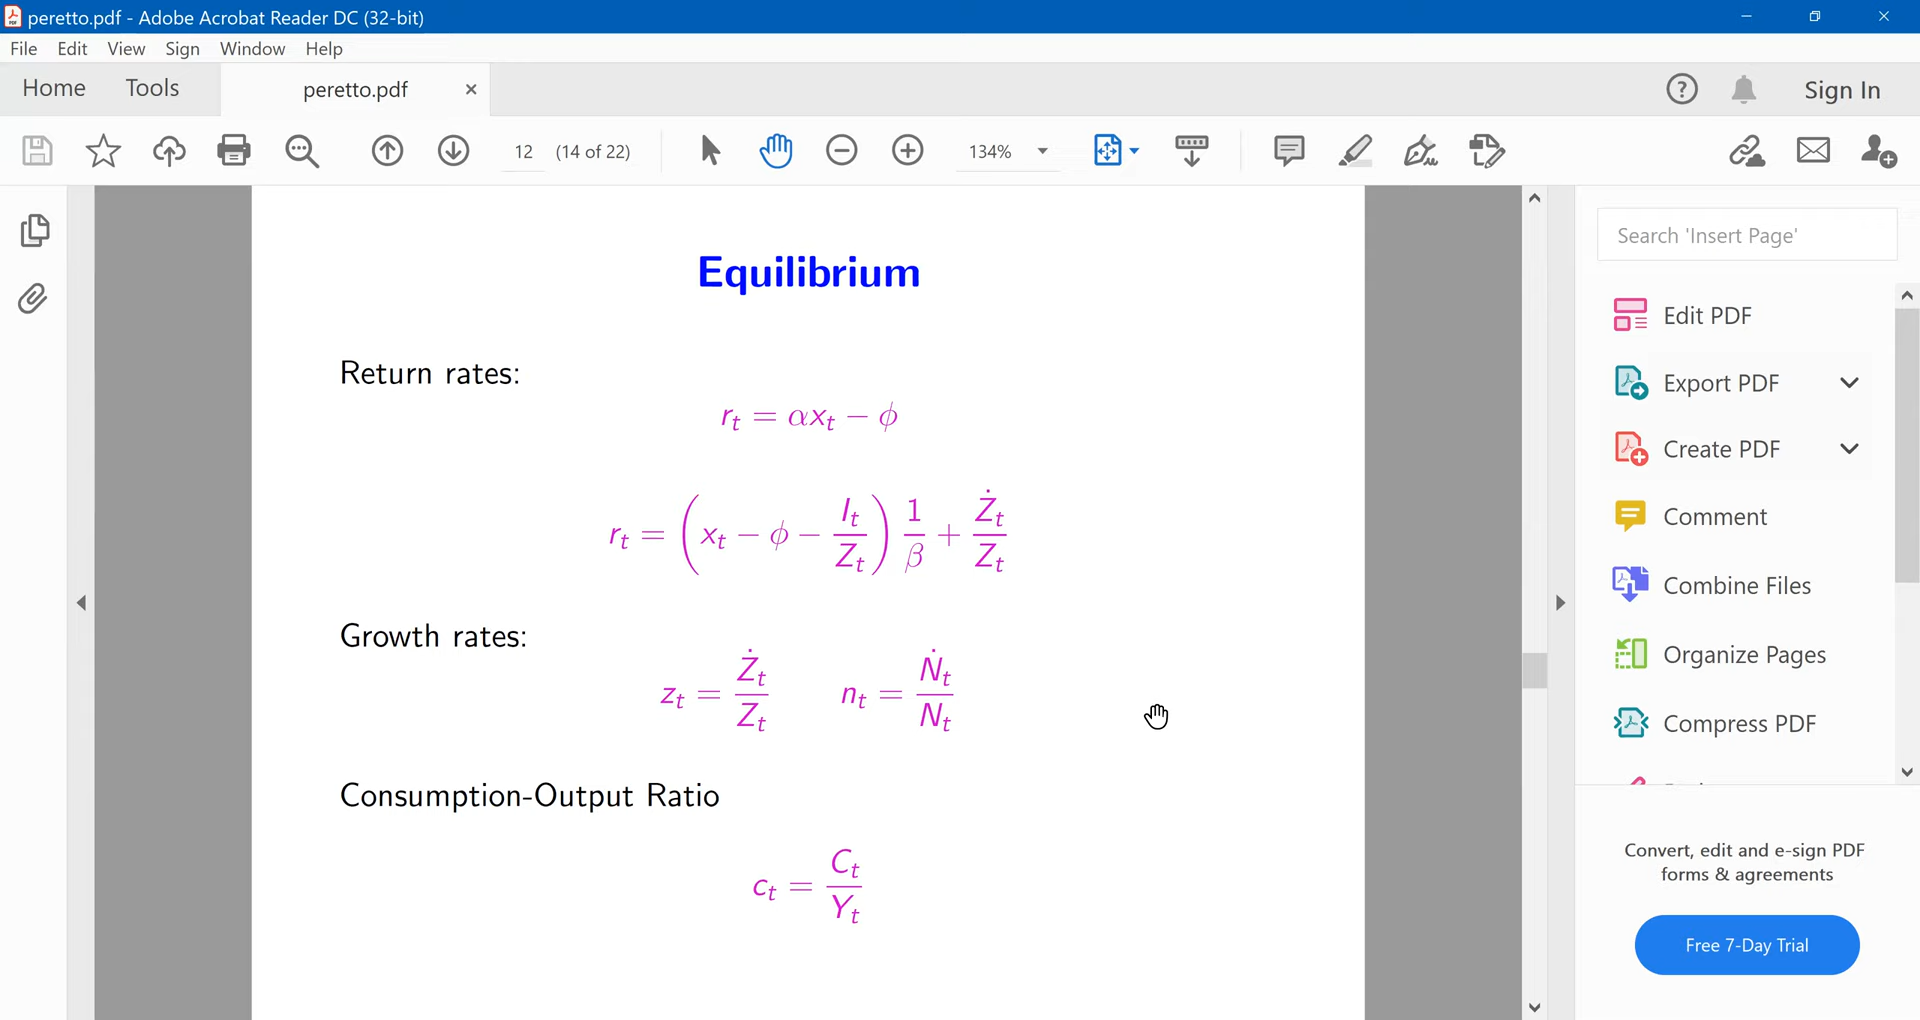 peretto.pdf - Adobe Acrobat Reader DC (32-bit)
File Edit View Sign Window Help
Home Tools peretto.pdf × Sign In
12 (14 of 22) 134%
Equilibrium
Return rates:
r_t = αx_t − ϕ
r_t = (x_t − ϕ − I_t/Z_t) 1/β + Ż_t/Z_t
Growth rates:
z_t = Ż_t/Z_t n_t = Ṅ_t/N_t
Consumption-Output Ratio
c_t = C_t/Y_t
Search 'Insert Page'
Edit PDF
Export PDF
Create PDF
Comment
Combine Files
Organize Pages
Compress PDF
Convert, edit and e-sign PDF
forms & agreements
Free 7-Day Trial